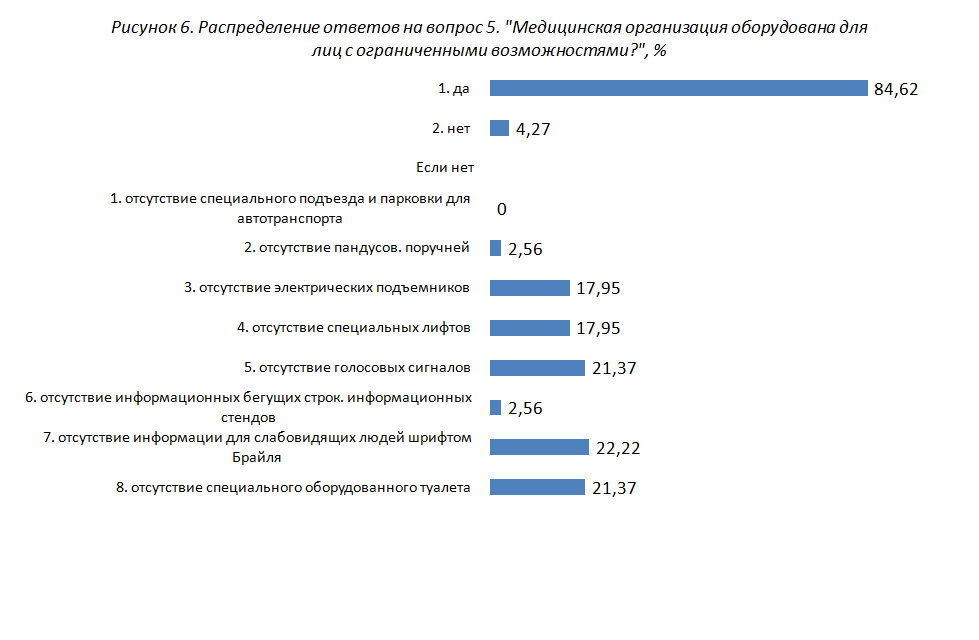 Рисунок 6. Распределение ответов на вопрос 5. "Медицинская организация оборудована для
лиц с ограниченными возможностями?", %
1. да
84,62
2. нет
4,27
Если нет
1. отсутствие специального подъезда и парковки для
автотранспорта
0
2. отсутствие пандусов. поручней
2,56
3. отсутствие электрических подъемников
17,95
4. отсутствие специальных лифтов
17,95
5. отсутствие голосовых сигналов
21,37
6. отсутствие информационных бегущих строк. информационных
стендов
2,56
7. отсутствие информации для слабовидящих людей шрифтом
Брайля
22,22
8. отсутствие специального оборудованного туалета
21,37